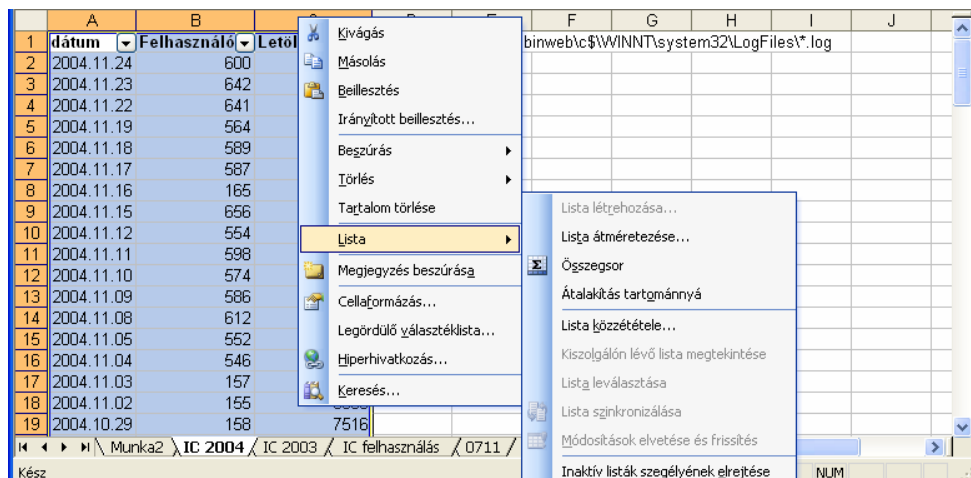 A B F G H I J
1 dátum Felhasználó Letöl binweb\c$\WINNT\system32\LogFiles\*.log
2 2004.11.24 600
3 2004.11.23 642
4 2004.11.22 641
5 2004.11.19 564
6 2004.11.18 589
7 2004.11.17 587
8 2004.11.16 165
9 2004.11.15 656
10 2004.11.12 554
11 2004.11.11 598
12 2004.11.10 574
13 2004.11.09 586
14 2004.11.08 612
15 2004.11.05 552
16 2004.11.04 546
17 2004.11.03 157
18 2004.11.02 155
19 2004.10.29 158 7516
Kivágás
Másolás
Beillesztés
Irányított beillesztés...
Beszúrás
Törlés
Tartalom törlése
Lista
Megjegyzés beszúrása
Cellaformázás...
Legördülő választéklista...
Hiperhivatkozás...
Keresés...
Lista létrehozása...
Lista átméretezése...
Összegsor
Átalakítás tartománnyá
Lista közzététele...
Kiszolgálón lévő lista megtekintése
Lista leválasztása
Lista szinkronizálása
Módosítások elvetése és frissítés
Inaktív listák szegélyének elrejtése
Munka2 IC 2004 IC 2003 IC felhasználás 0711
Kész NUM